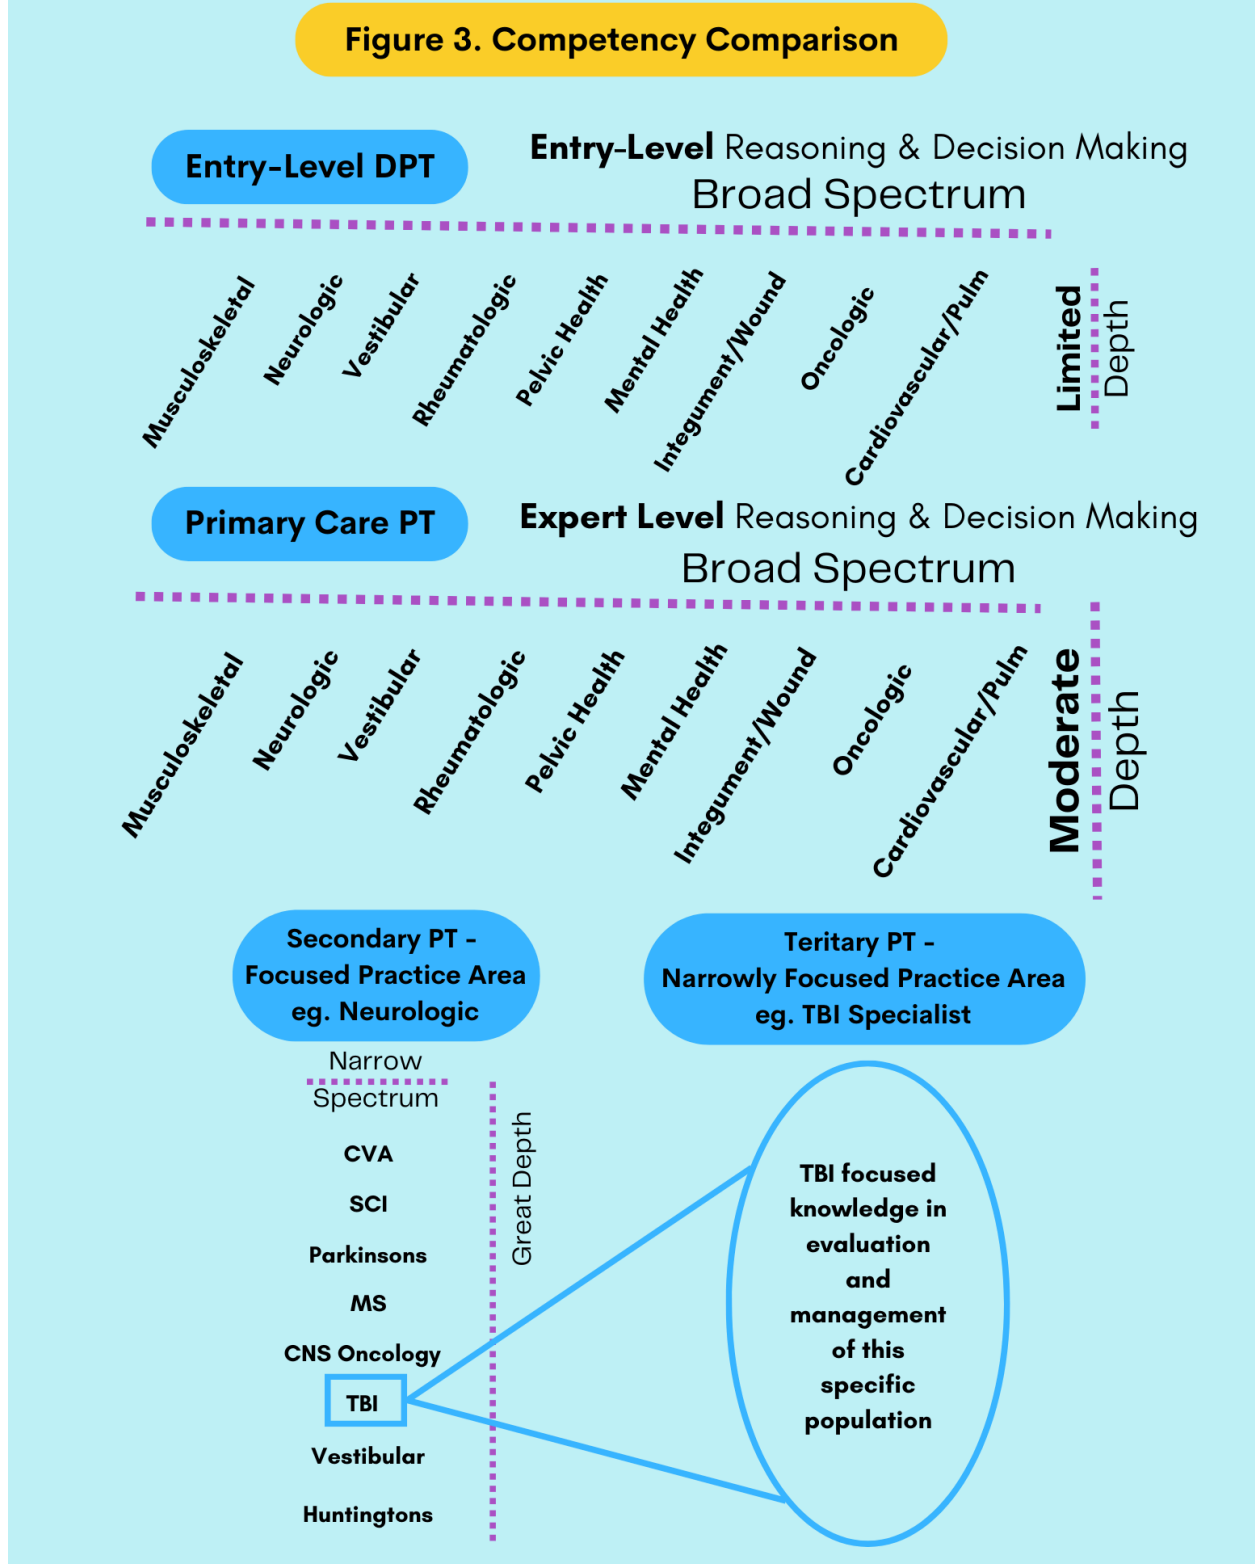 Figure 3. Competency Comparison
Entry-Level DPT
Entry-Level Reasoning & Decision Making
Broad Spectrum
Musculoskeletal
Neurologic
Vestibular
Rheumatologic
Pelvic Health
Mental Health
Integument/Wound
Oncologic
Cardiovascular/Pulm
Limited
Depth
Primary Care PT
Expert Level Reasoning & Decision Making
Broad Spectrum
Musculoskeletal
Neurologic
Vestibular
Rheumatologic
Pelvic Health
Mental Health
Integument/Wound
Oncologic
Cardiovascular/Pulm
Moderate
Depth
Secondary PT -
Focused Practice Area
eg. Neurologic
Narrow
Spectrum
Great Depth
CVA
SCI
Parkinsons
MS
CNS Oncology
TBI
Vestibular
Huntingtons
Teritary PT -
Narrowly Focused Practice Area
eg. TBI Specialist
TBI focused
knowledge in
evaluation
and
management
of this
specific
population